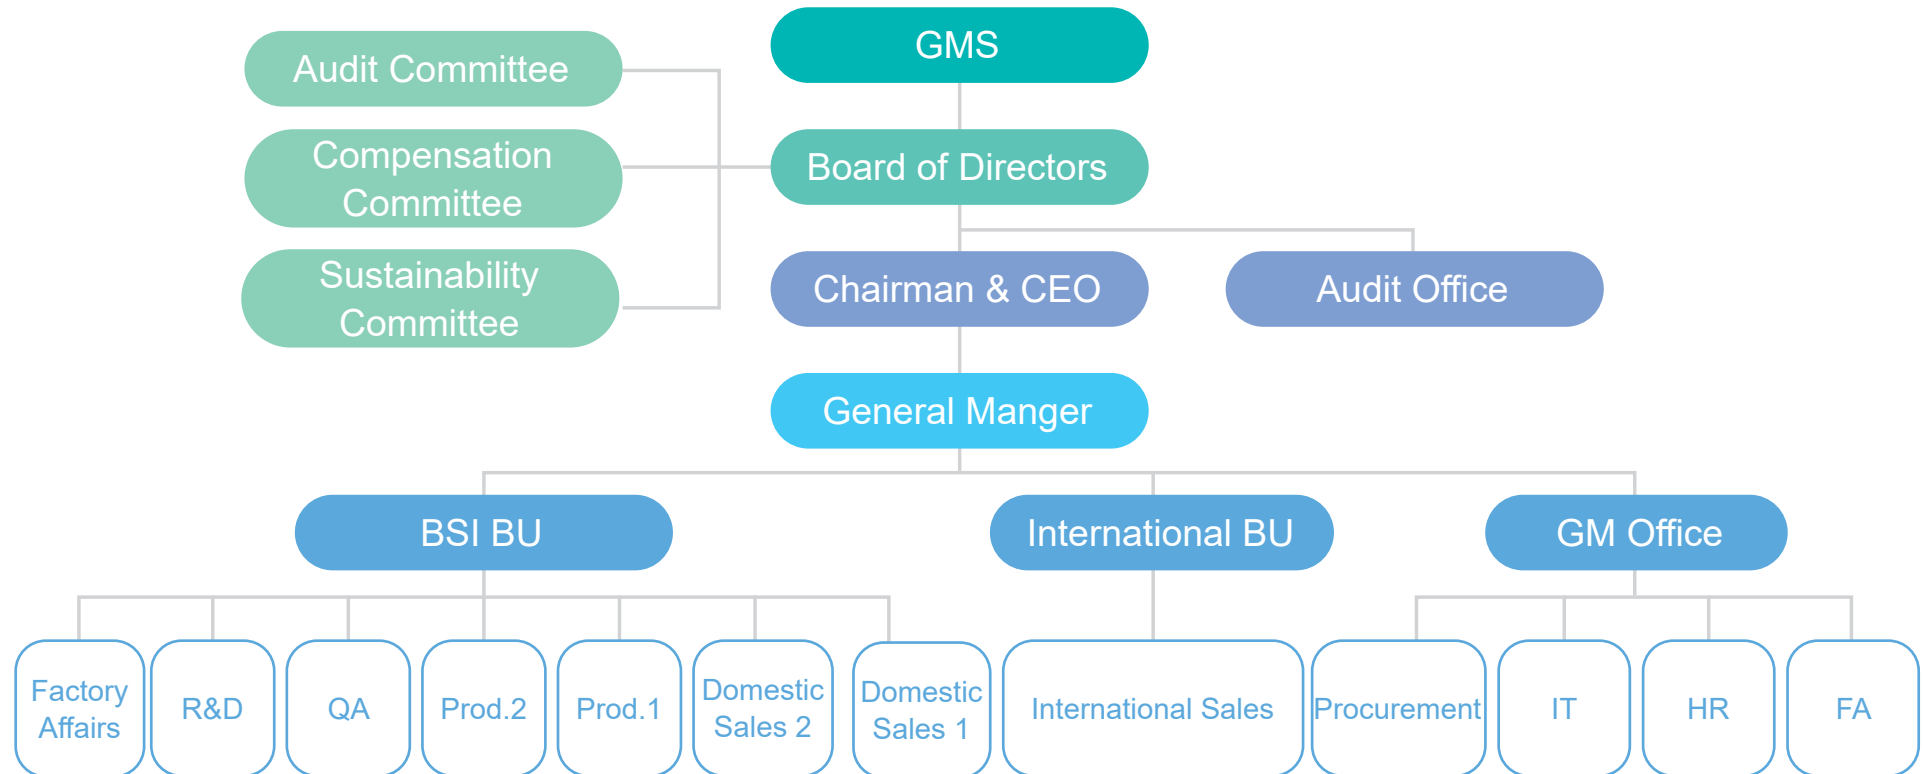 GMS
Audit Committee
Compensation
Committee
Board of Directors
Sustainability
Committee
Chairman & CEO
Audit Office
General Manger
BSI BU
International BU
GM Office
Factory
Affairs
R&D
QA
Prod.2
Prod.1
Domestic
Sales 2
Domestic
Sales 1
International Sales
Procurement
IT
HR
FA